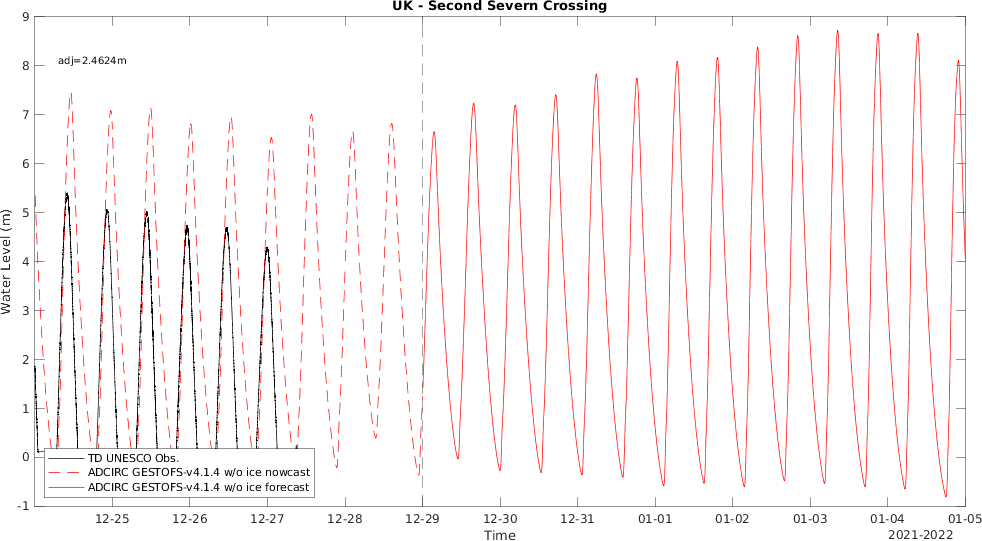 UK - Second Severn Crossing
9
8
7
6
5
4
3
2
1
0
-1
Water Level (m)
adj=2.4624m
TD UNESCO Obs.
ADCIRC GESTOFS-v4.1.4 w/o ice nowcast
ADCIRC GESTOFS-v4.1.4 w/o ice forecast
12-25 12-26 12-27 12-28 12-29 12-30 12-31 01-01 01-02 01-03 01-04 01-05
Time
2021-2022